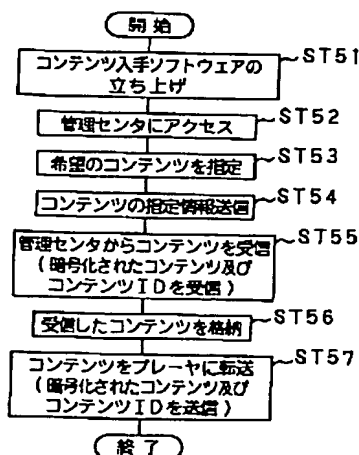 開始
コンテンツ入手ソフトウェアの
立ち上げ
ST51
管理センタにアクセス
ST52
希望のコンテンツを指定
ST53
コンテンツの指定情報送信
ST54
管理センタからコンテンツを受信
(暗号化されたコンテンツ及び
コンテンツIDを受信)
ST55
受信したコンテンツを格納
ST56
コンテンツをプレーヤに転送
(暗号化されたコンテンツ及び
コンテンツIDを送信)
ST57
終了